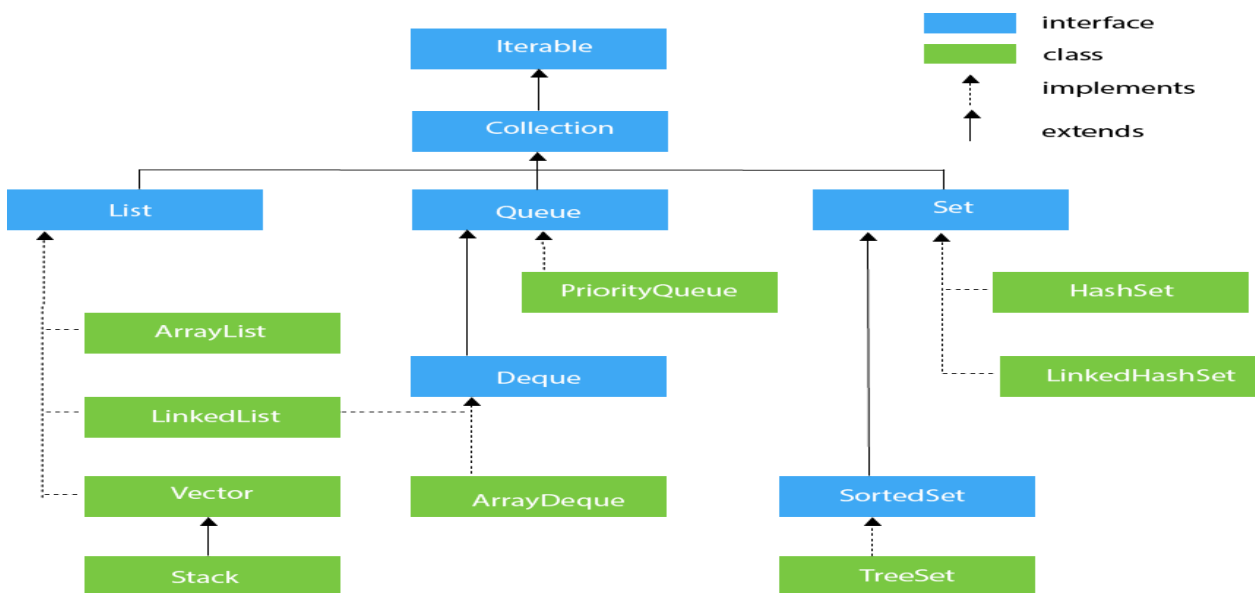 Iterable
interface
class
implements
extends
Collection
List
Queue
Set
PriorityQueue
HashSet
ArrayList
Deque
LinkedHashSet
LinkedList
Vector
ArrayDeque
SortedSet
Stack
TreeSet